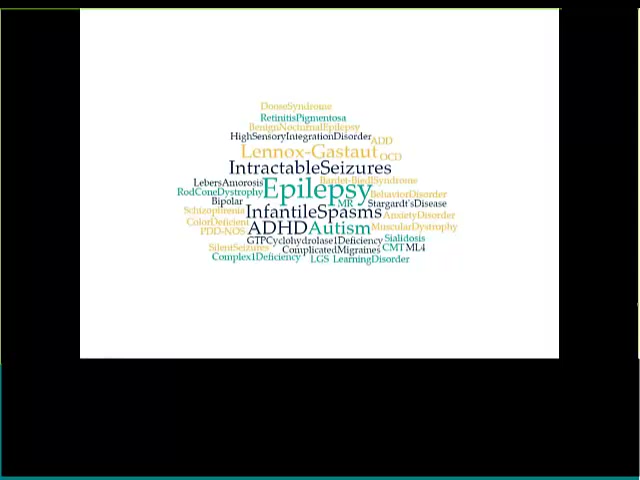 DooseSyndrome
RetinitisPigmentosa
BenignNocturnalEpilepsy
HighSensoryIntegrationDisorder ADD
Lennox-Gastaut OCD
IntractableSeizures
LebersAmorosis Epilepsy Bardet-BiedlSyndrome
RodConeDystrophy BehaviorDisorder
Bipolar MR Stargardt'sDisease
Schizophrenia InfantileSpasms AnxietyDisorder
ColorDeficient ADHD Autism MuscularDystrophy
PDD-NOS
GTPCyclohydrolase1Deficiency Sialidosis
SilentSeizures ComplicatedMigraines CMT ML4
Complex1Deficiency LGS LearningDisorder